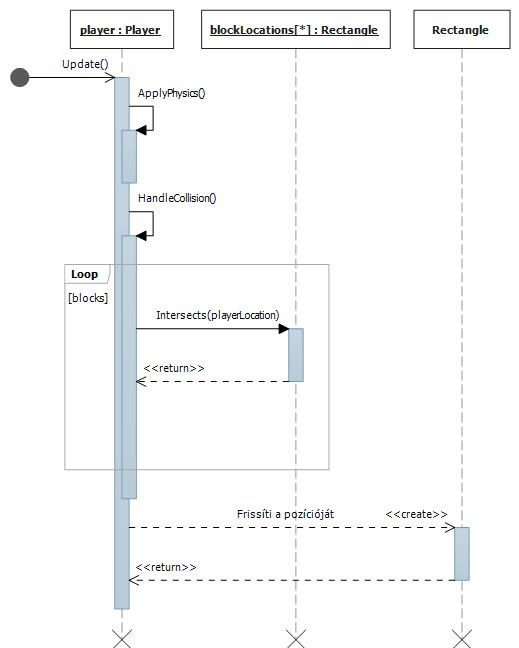 player : Player
blockLocations[*] : Rectangle
Rectangle
Update()
ApplyPhysics()
HandleCollision()
Loop
[blocks]
Intersects(playerLocation)
<<return>>
Frissíti a pozícióját
<<create>>
<<return>>